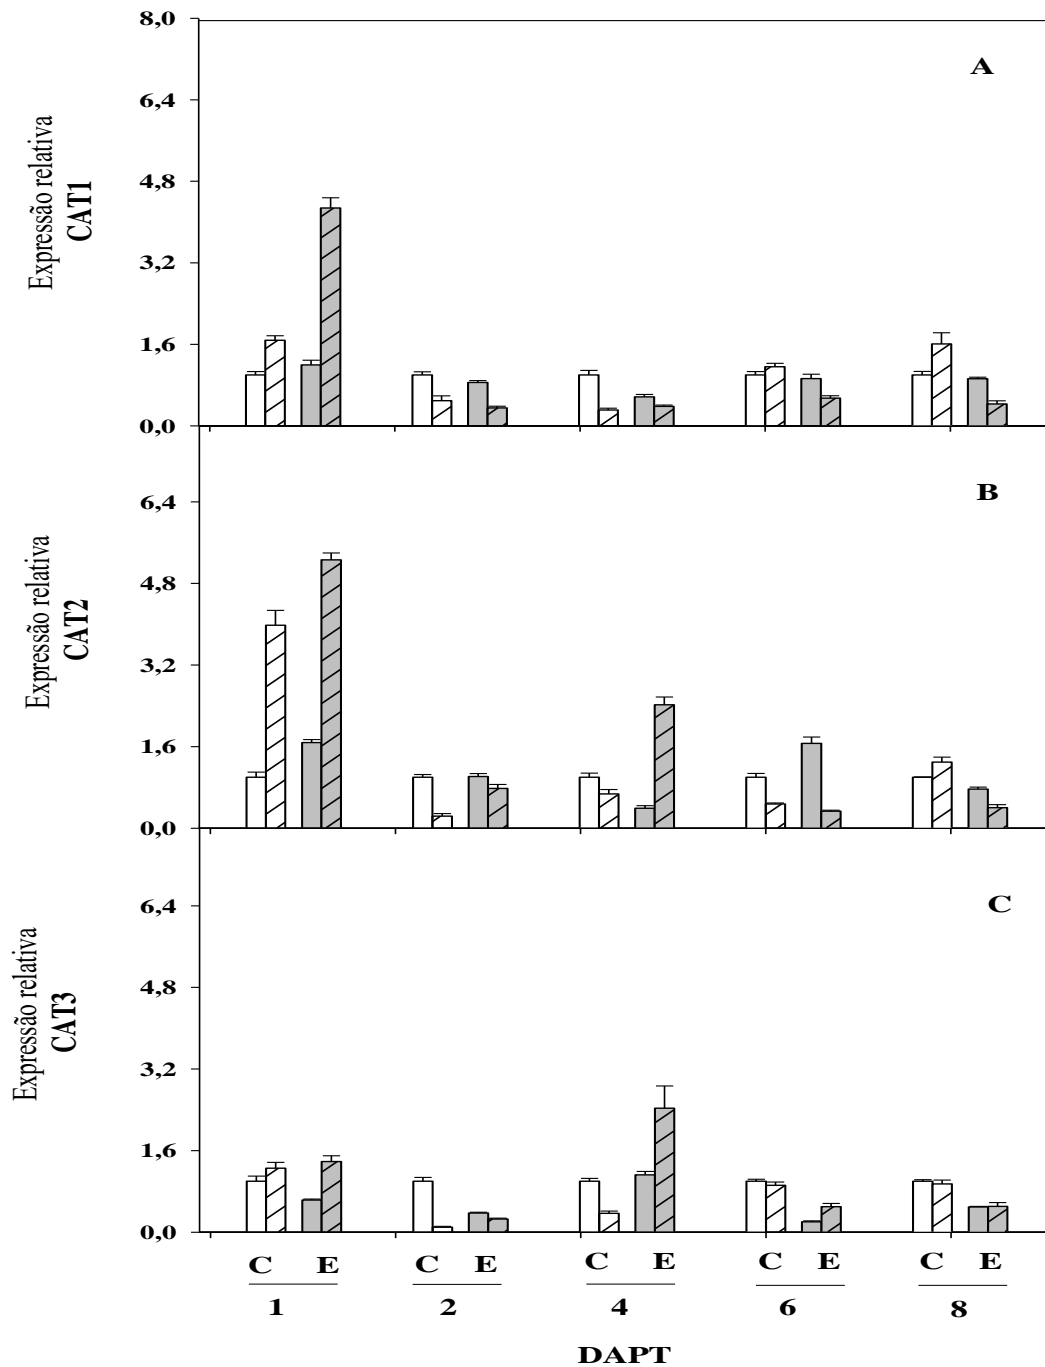 8,0
A
6,4
4,8
3,2
1,6
0,0
Expressão relativa
CAT1
B
6,4
4,8
3,2
1,6
0,0
Expressão relativa
CAT2
C
6,4
4,8
3,2
1,6
0,0
Expressão relativa
CAT3
C E C E C E C E C E
1 2 4 6 8
DAPT